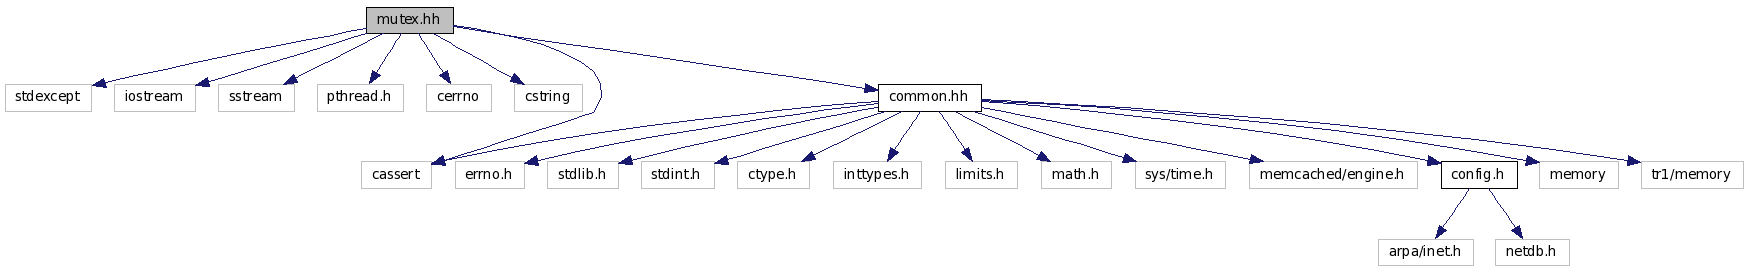 mutex.hh
stdexcept
iostream
sstream
pthread.h
cerrno
cstring
common.hh
cassert
errno.h
stdlib.h
stdint.h
ctype.h
inttypes.h
limits.h
math.h
sys/time.h
memcached/engine.h
config.h
memory
tr1/memory
arpa/inet.h
netdb.h